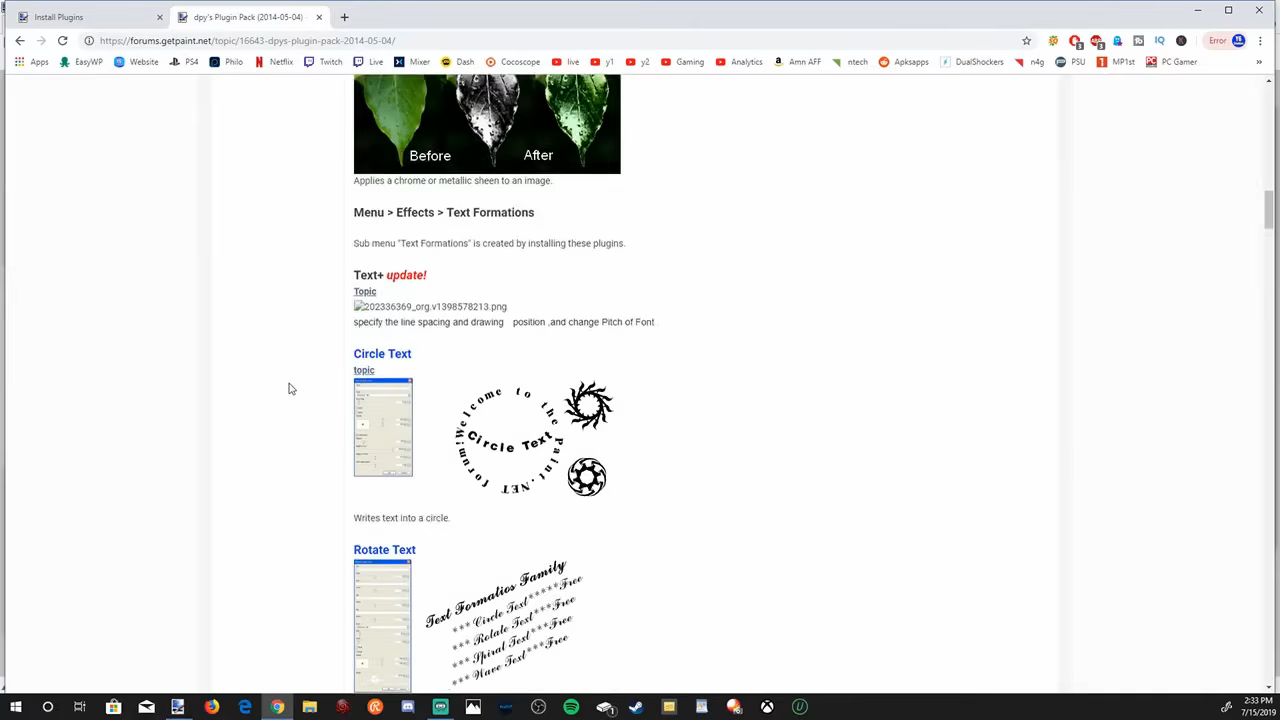 Install Plugins
dpy's Plugin Pack (2014-05-04)
https://forums.getpaint.net/topic/16643-dpys-plugin-pack-2014-05-04/
Error
Apps EasyWP Website PS4 Philo Netflix Twitch Live Mixer Dash Cocoscope live y1 y2 Gaming Analytics Amn AFF ntech Apksapps DualShockers n4g PSU MP1st PC Gamer »
Before After
Applies a chrome or metallic sheen to an image.
Menu > Effects > Text Formations
Sub menu "Text Formations" is created by installing these plugins.
Text+ update!
Topic
202336369_org.v1398578213.png
specify the line spacing and drawing position ,and change Pitch of Font
Circle Text
topic
Welcome to the Paint.NET forum!
Circle Text
Writes text into a circle.
Rotate Text
Text Formatios Family
*** Circle Text ****Free
*** Rotate Text ***Free
*** Spiral Text ***Free
*** Wave Text***Free
2:33 PM
7/15/2019